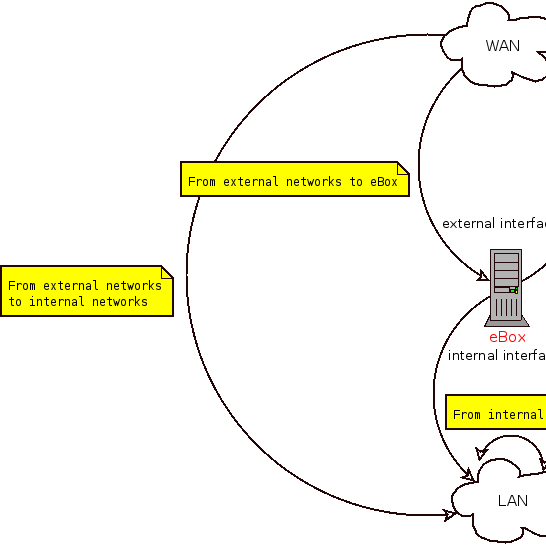 WAN
From external networks to eBox
external interfac
From external networks
to internal networks
eBox
internal interfa
From internal
LAN